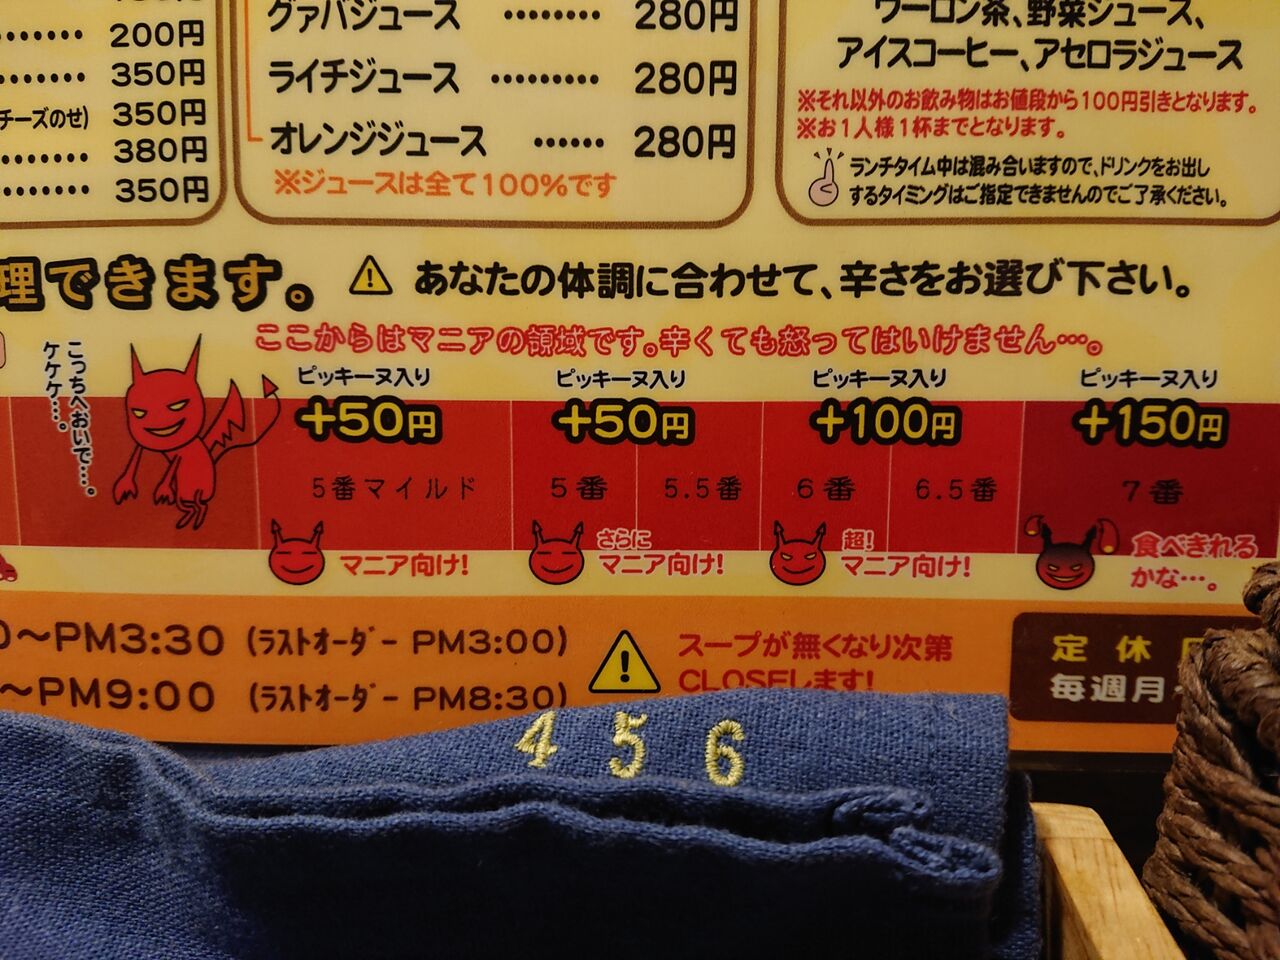 200円
350円
チーズのせ) 350円
380円
350円
グァバジュース ・・・・・・・・ 280円
ライチジュース ・・・・・・・・・ 280円
オレンジジュース ・・・・・・ 280円
※ジュースは全て100%です
ウーロン茶、野菜ジュース、
アイスコーヒー、アセロラジュース
※それ以外のお飲み物はお値段から100円引きとなります。
※お1人様1杯までとなります。
ランチタイム中は混み合いますので、ドリンクをお出し
するタイミングはご指定できませんのでご了承ください。
理できます。
あなたの体調に合わせて、辛さをお選び下さい。
ここからはマニアの領域です。辛くても怒ってはいけません…。
こっちへおいで…。
ケケケ…。
ピッキーヌ入り
+50円
5番マイルド
マニア向け!
ピッキーヌ入り
+50円
5番 5.5番
さらに
マニア向け!
ピッキーヌ入り
+100円
6番 6.5番
超!
マニア向け!
ピッキーヌ入り
+150円
7番
食べきれる
かな…。
0〜PM3:30 (ラストオーダー PM3:00)
〜PM9:00 (ラストオーダー PM8:30)
スープが無くなり次第
CLOSEします!
定休
毎週月
4 5 6